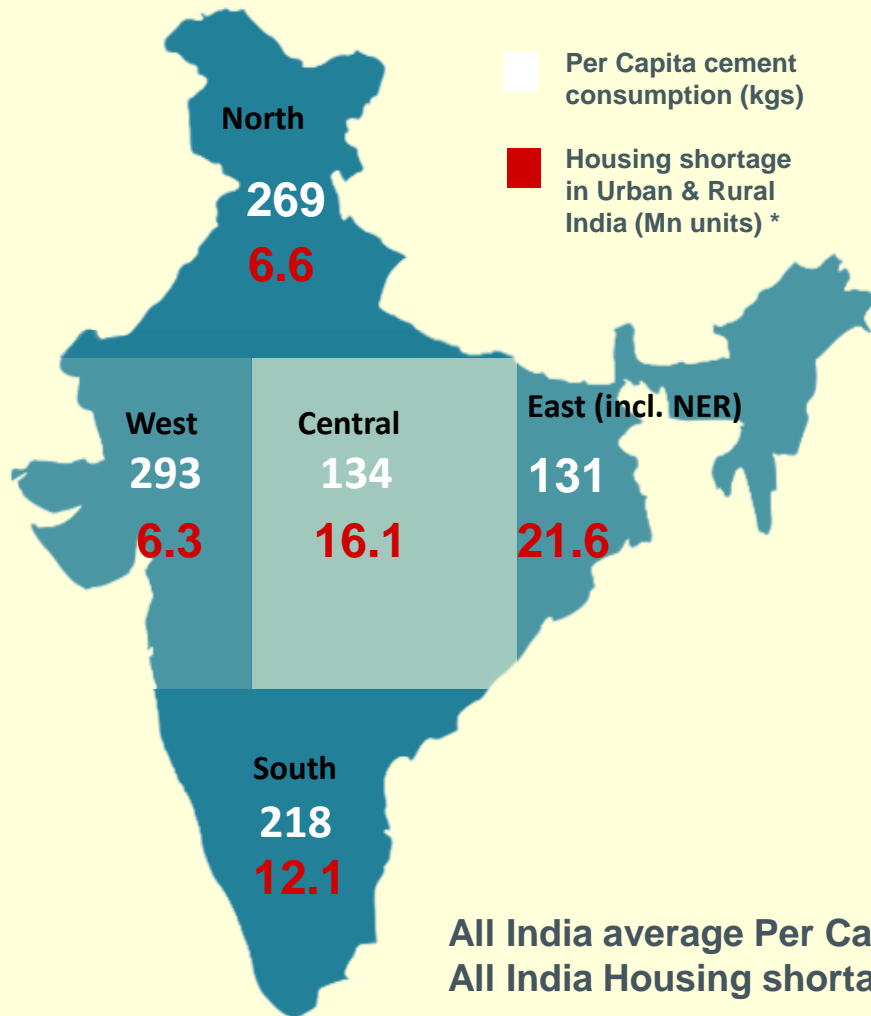 Per Capita cement
consumption (kgs)
Housing shortage
in Urban & Rural
India (Mn units) *
North
269
6.6
West
293
6.3
Central
134
16.1
East (incl. NER)
131
21.6
South
218
12.1
All India average Per Ca
All India Housing shorta